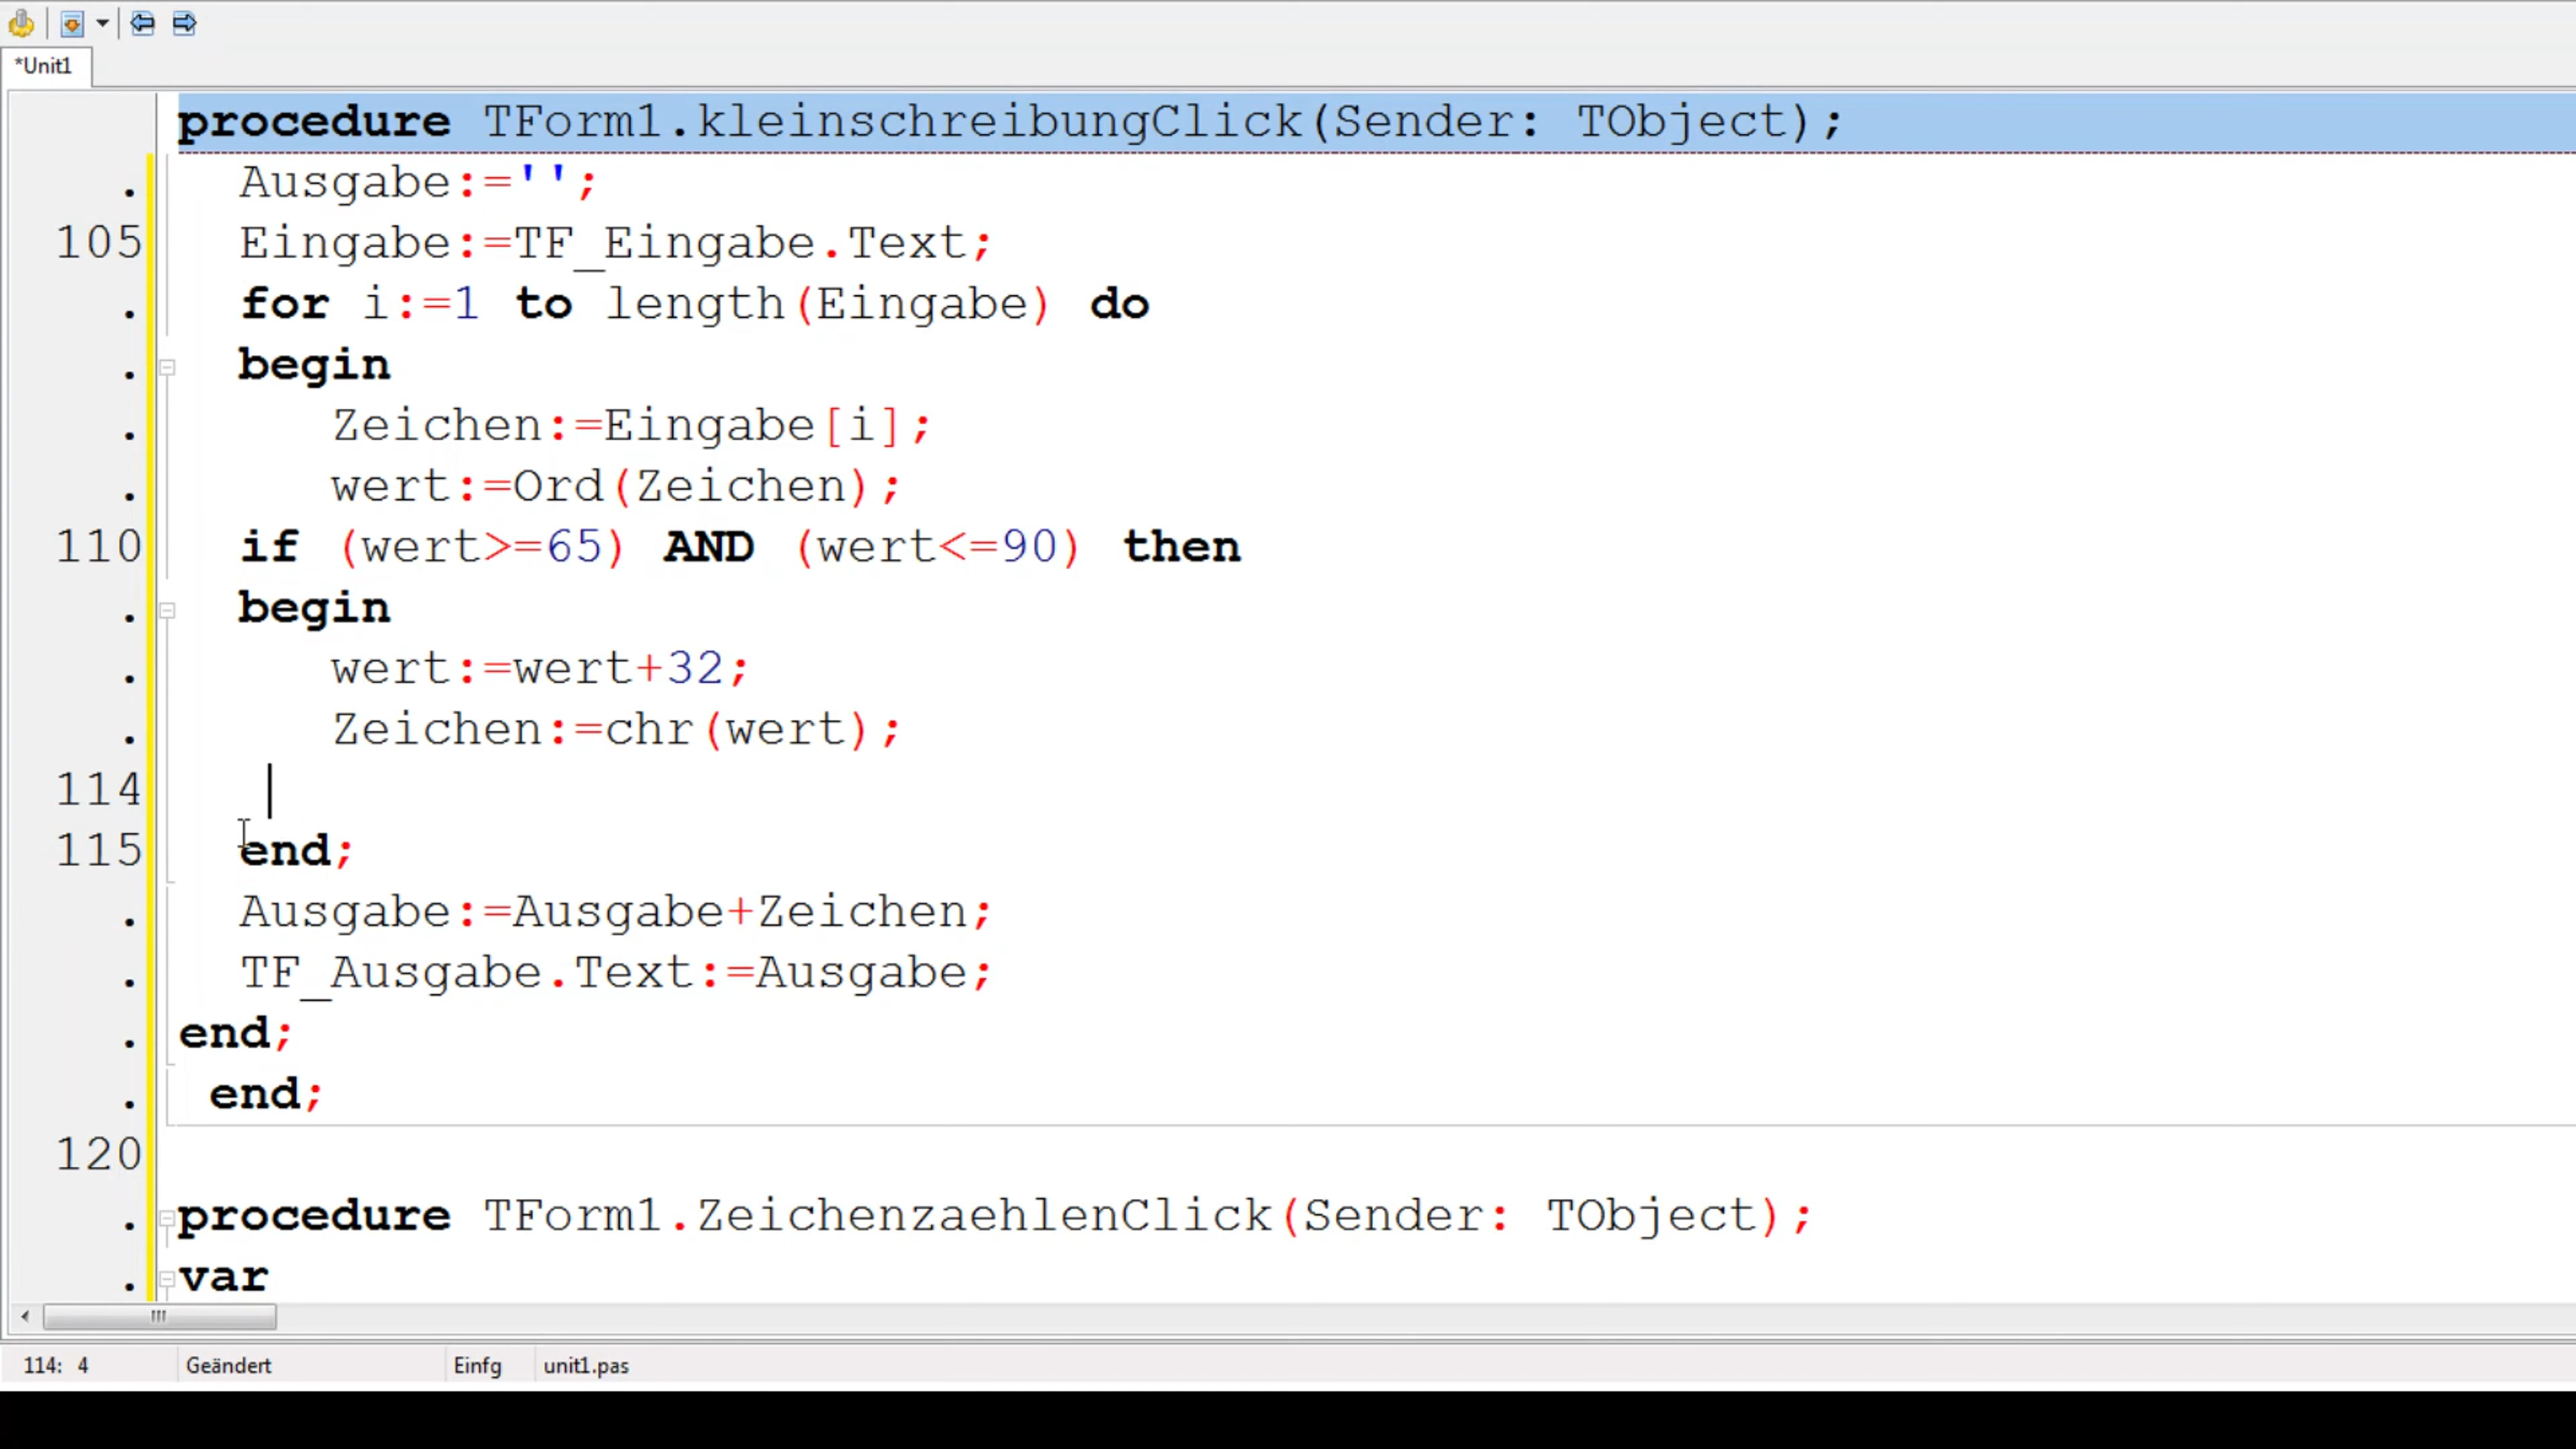 *Unit1
procedure TForm1.kleinschreibungClick(Sender: TObject);
. Ausgabe:='';
105 Eingabe:=TF_Eingabe.Text;
. for i:=1 to length(Eingabe) do
. begin
. Zeichen:=Eingabe[i];
. wert:=Ord(Zeichen);
110 if (wert>=65) AND (wert<=90) then
. begin
. wert:=wert+32;
. Zeichen:=chr(wert);
114
115 end;
. Ausgabe:=Ausgabe+Zeichen;
. TF_Ausgabe.Text:=Ausgabe;
. end;
. end;
120
. procedure TForm1.ZeichenzaehlenClick(Sender: TObject);
. var
114: 4 Geändert Einfg unit1.pas